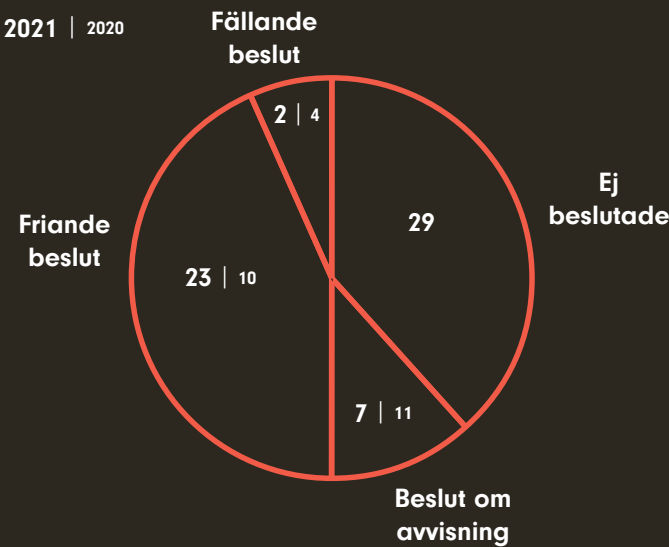 2021 | 2020
Fällande
beslut
2 | 4
Ej
beslutade
29
Friande
beslut
23 | 10
7 | 11
Beslut om
avvisning